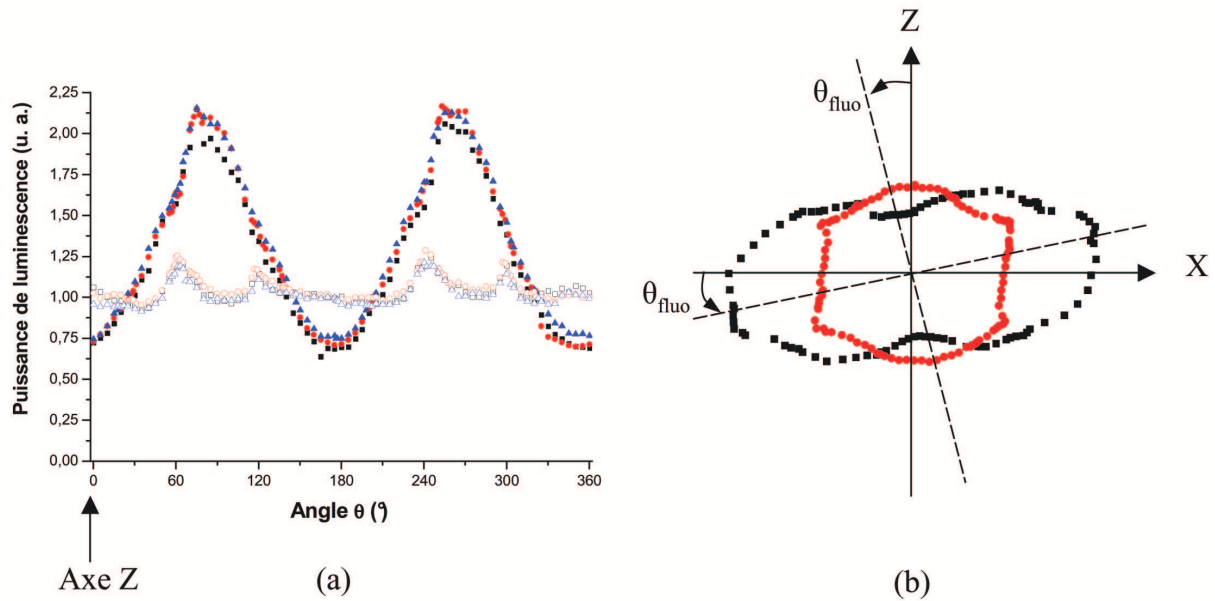 Puissance de luminescence (u. a.)
2,25
2,00
1,75
1,50
1,25
1,00
0,75
0,50
0,25
0,00
0
60
120
180
240
300
360
Angle θ (°)
Axe Z
(a)
Z
θfluo
X
θfluo
(b)